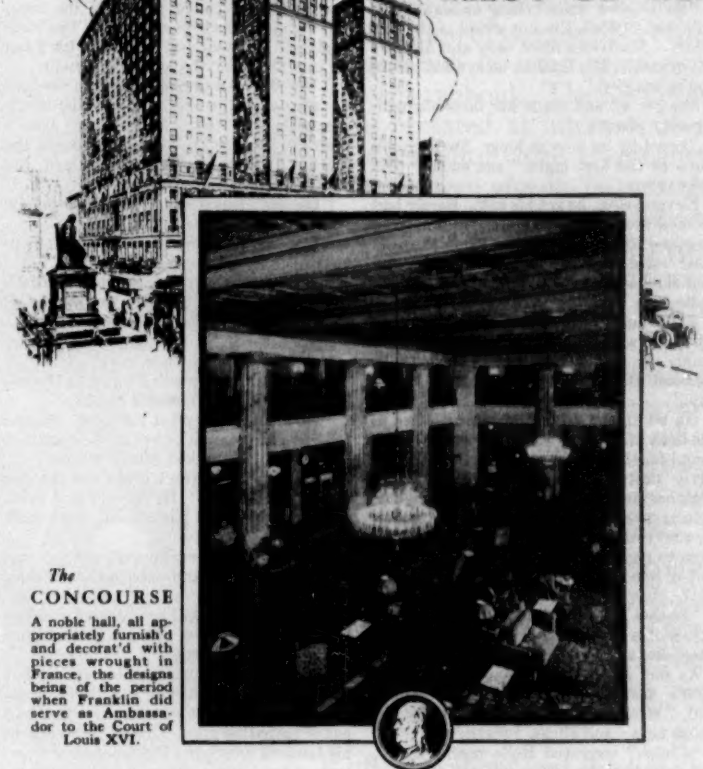 The
CONCOURSE
A noble hall, all ap-
propriately furnish'd
and decorat'd with
pieces wrought in
France, the designs
being of the period
when Franklin did
serve as Ambassa-
dor to the Court of
Louis XVI.